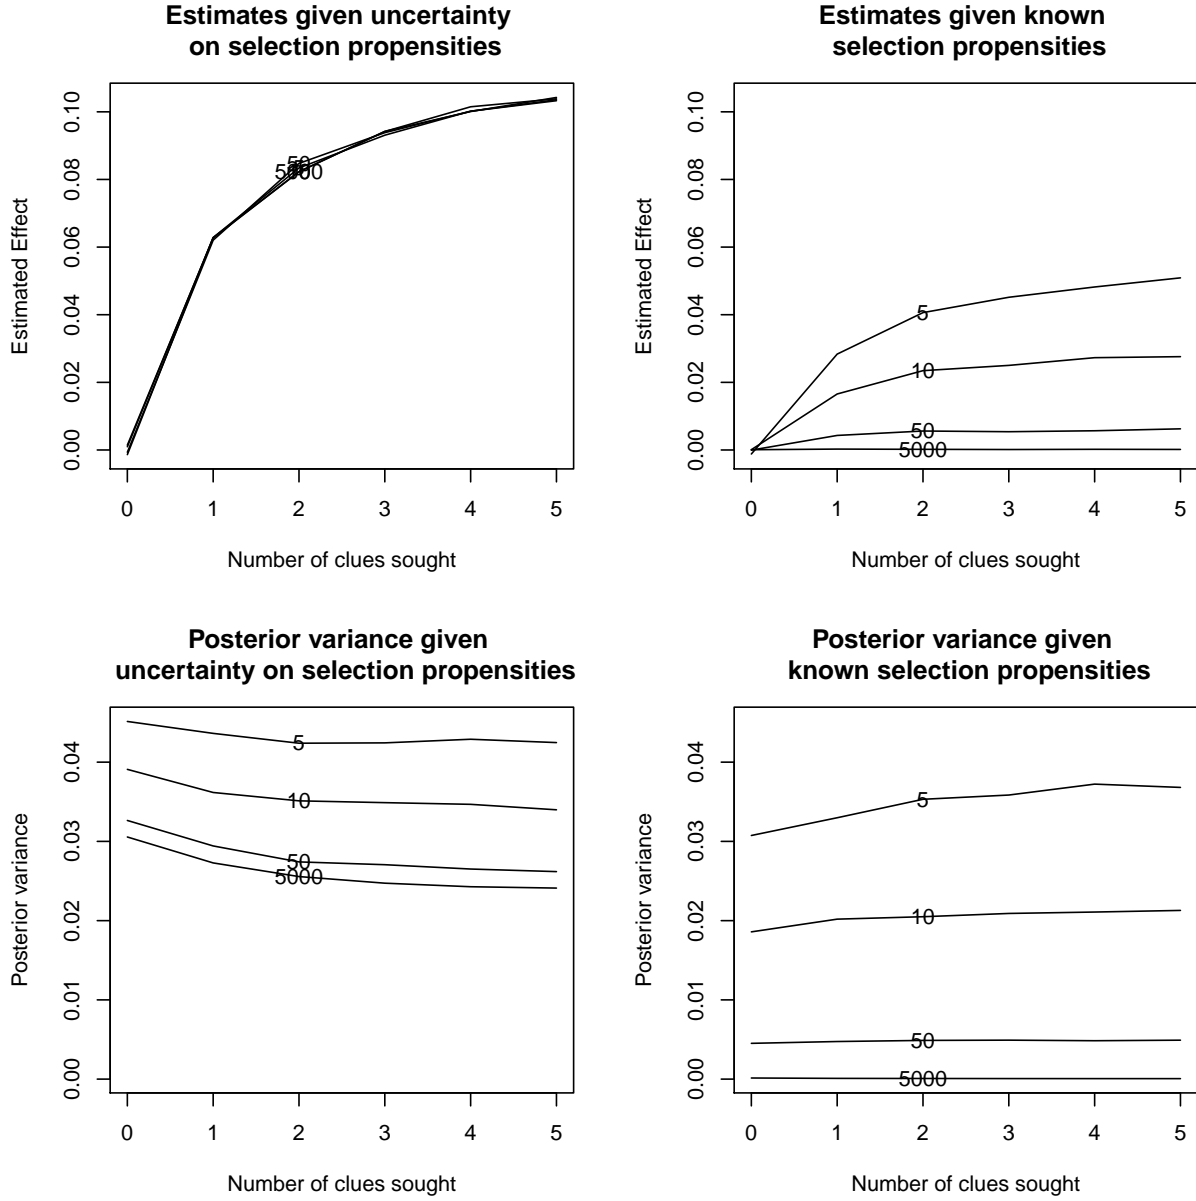 Estimates given uncertainty
on selection propensities
Estimated Effect
0.00 0.02 0.04 0.06 0.08 0.10
50
5000
0 1 2 3 4 5
Number of clues sought
Estimates given known
selection propensities
Estimated Effect
0.00 0.02 0.04 0.06 0.08 0.10
5
10
50
5000
0 1 2 3 4 5
Number of clues sought
Posterior variance given
uncertainty on selection propensities
Posterior variance
0.00 0.01 0.02 0.03 0.04
5
10
50
5000
0 1 2 3 4 5
Number of clues sought
Posterior variance given
known selection propensities
Posterior variance
0.00 0.01 0.02 0.03 0.04
5
10
50
5000
0 1 2 3 4 5
Number of clues sought